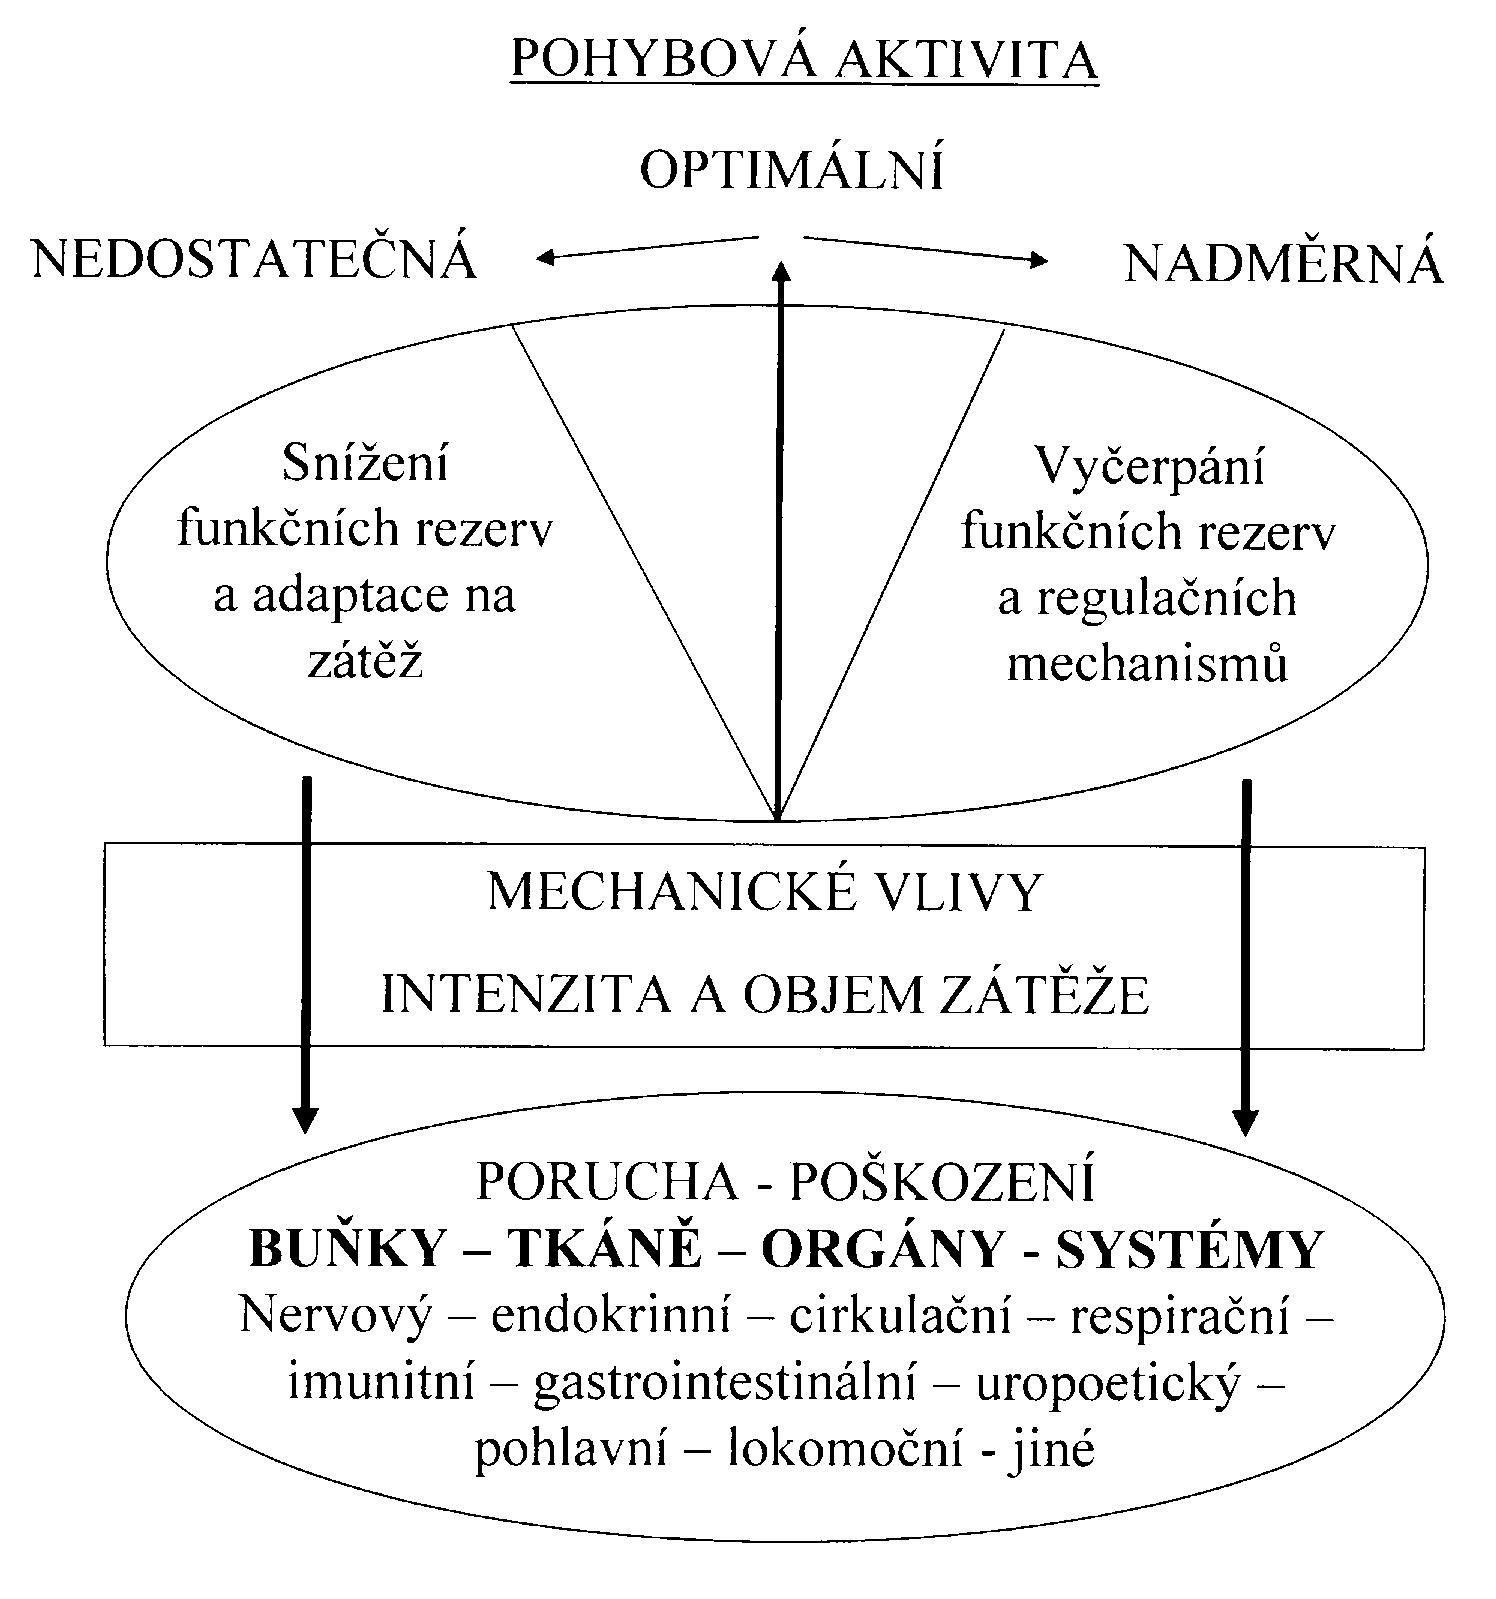 POHYBOVÁ AKTIVITA
OPTIMÁLNÍ
NEDOSTATEČNÁ
NADMĚRNÁ
Snížení
funkčních rezerv
a adaptace na
zátěž
Vyčerpání
funkčních rezerv
a regulačních
mechanismů
MECHANICKÉ VLIVY
INTENZITA A OBJEM ZÁTĚŽE
PORUCHA - POŠKOZENÍ
BUŇKY – TKÁNĚ – ORGÁNY - SYSTÉMY
Nervový – endokrinní – cirkulační – respirační –
imunitní – gastrointestinální – uropoetický –
pohlavní – lokomoční - jiné